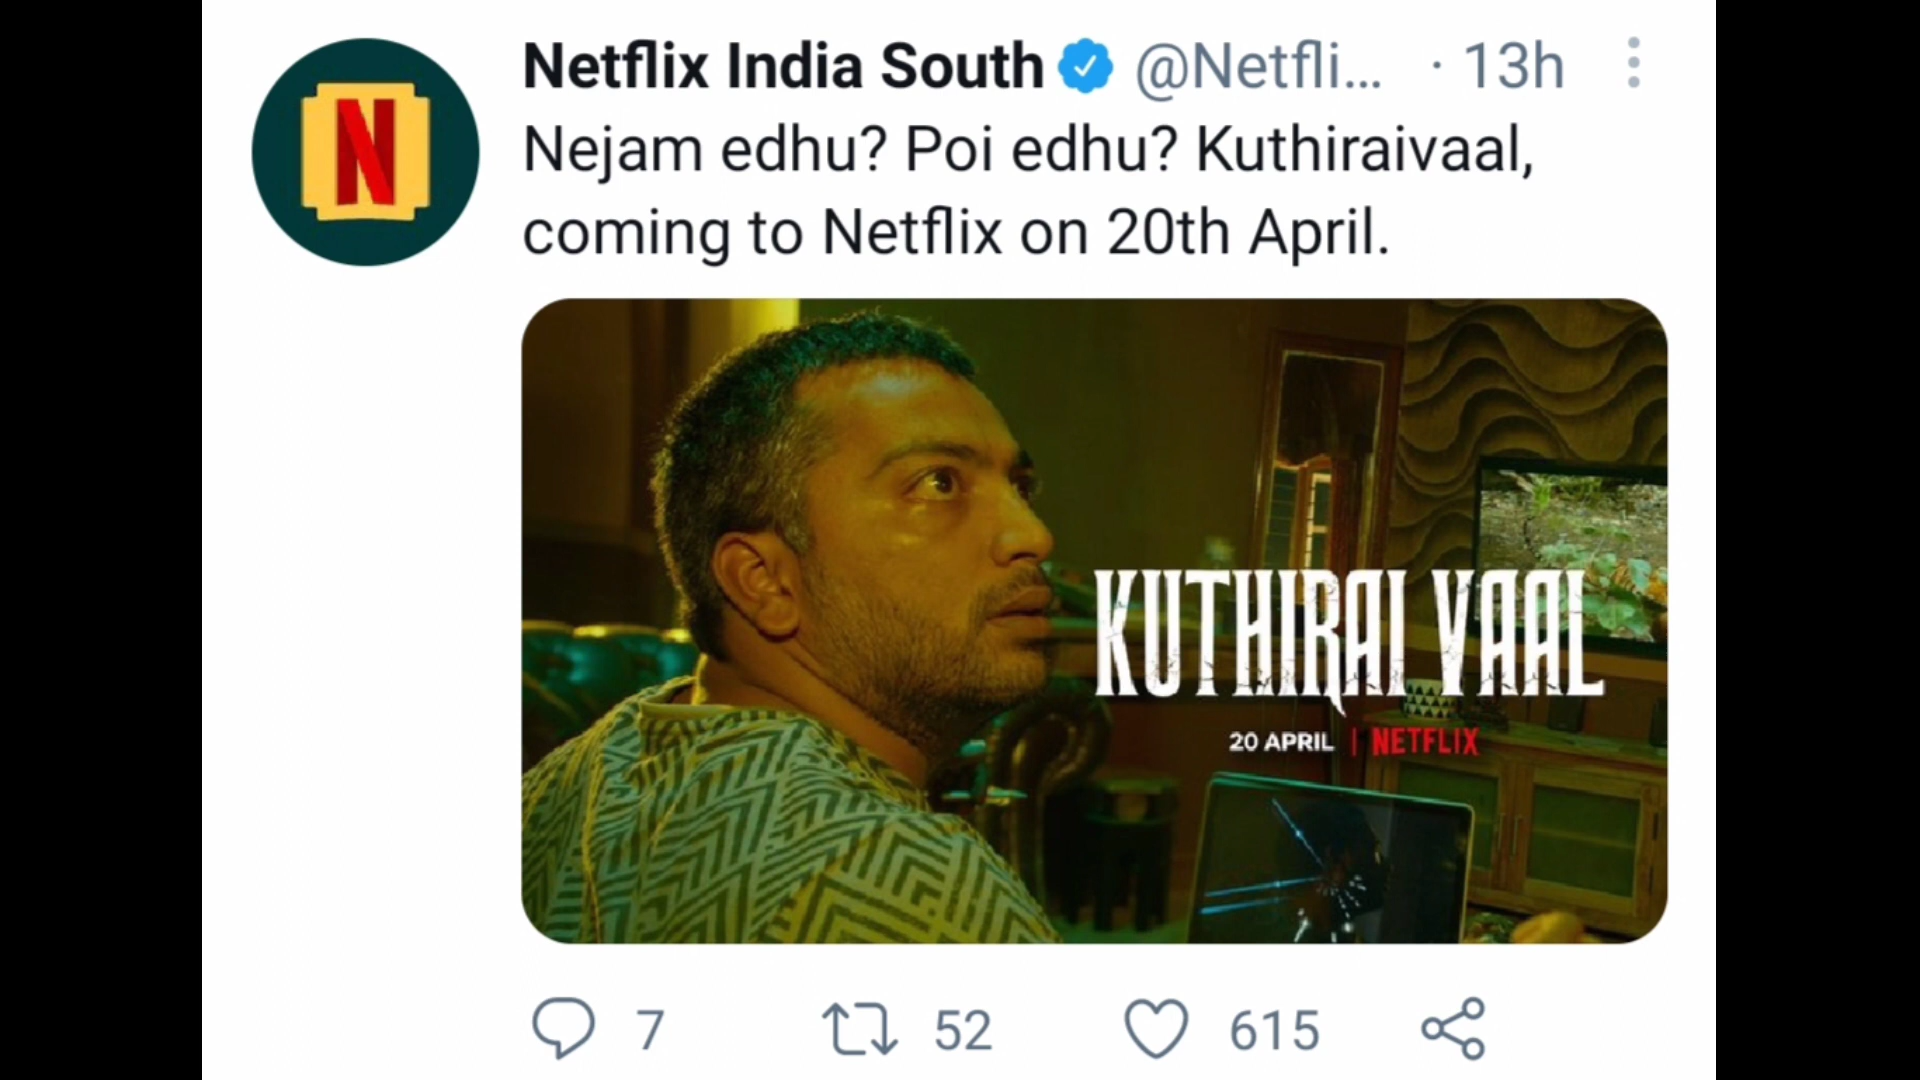 Netflix India South @Netfli... · 13h
Nejam edhu? Poi edhu? Kuthiraivaal,
coming to Netflix on 20th April.
N
KUTHIRAI VAAL
20 APRIL | NETFLIX
7 52 615